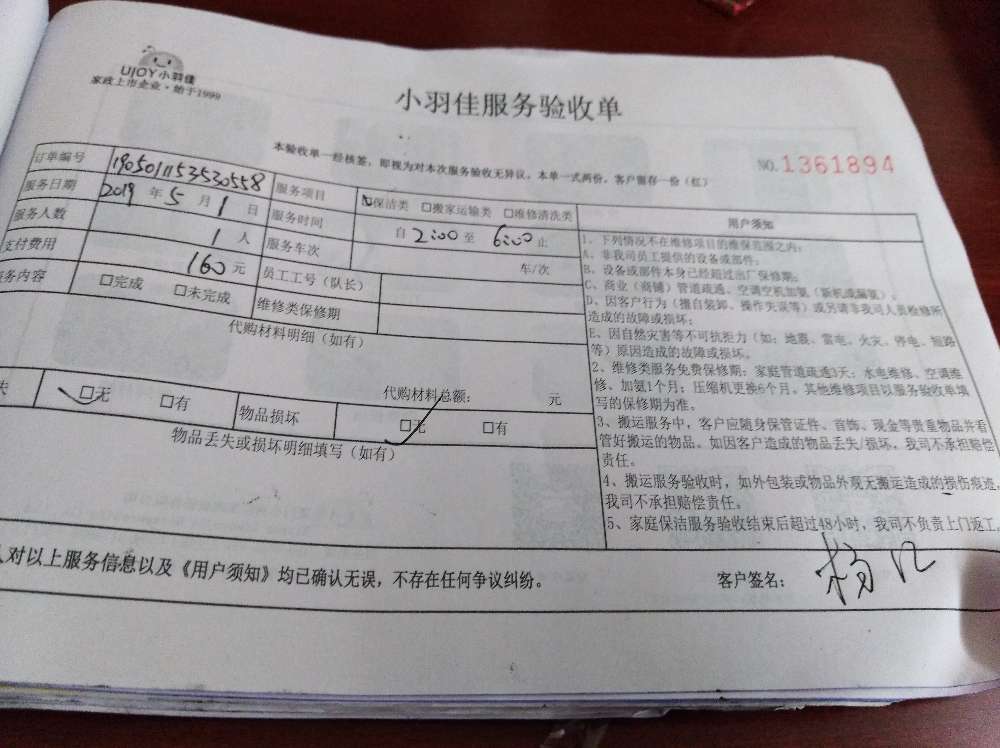 UJOY小羽佳
家政上市企业·始于1999
小羽佳服务验收单
本验收单一经核签，即视为对本次服务验收无异议，本单一式两份，客户留存一份（红）
NO.1361894
订单编号 190501153530558 服务项目 保洁类 □搬家运输类 □维修清洗类
服务日期 2019 年 5 月 1 日 服务时间 自 2:00 至 6:00 止
服务人数 1 人 服务车次 车/次
支付费用 160 元 员工工号（队长）
务内容 □完成 □未完成 维修类保修期
代购材料明细（如有）
代购材料总额： 元
失 □无 □有 物品损坏 □无 □有
物品丢失或损坏明细填写（如有）
用户须知
1、下列情况不在维修项目的维保范围之内：
A、非我司员工提供的设备或部件；
B、设备或部件本身已经超过出厂保修期；
C、商业（商铺）管道疏通、空调空机加氨（新机或漏氨）；
D、因客户行为（擅自装卸、操作失误等）或另请非我司人员检修所
造成的故障或损坏；
E、因自然灾害等不可抗拒力（如：地震、雷电、火灾、停电、短路
等）原因造成的故障或损坏。
2、维修类服务免费保修期：家庭管道疏通3天；水电维修、空调维
修、加氨1个月；压缩机更换6个月，其他维修项目以服务验收单填
写的保修期为准。
3、搬运服务中，客户应随身保管证件、首饰、现金等贵重物品并看
管好搬运的物品。如因客户造成的物品丢失/损坏，我司不承担赔偿
责任。
4、搬运服务验收时，如外包装或物品外观无搬运造成的损伤痕迹，
我司不承担赔偿责任。
5、家庭保洁服务验收结束后超过48小时，我司不负责上门返工。
人对以上服务信息以及《用户须知》均已确认无误，不存在任何争议纠纷。
客户签名：